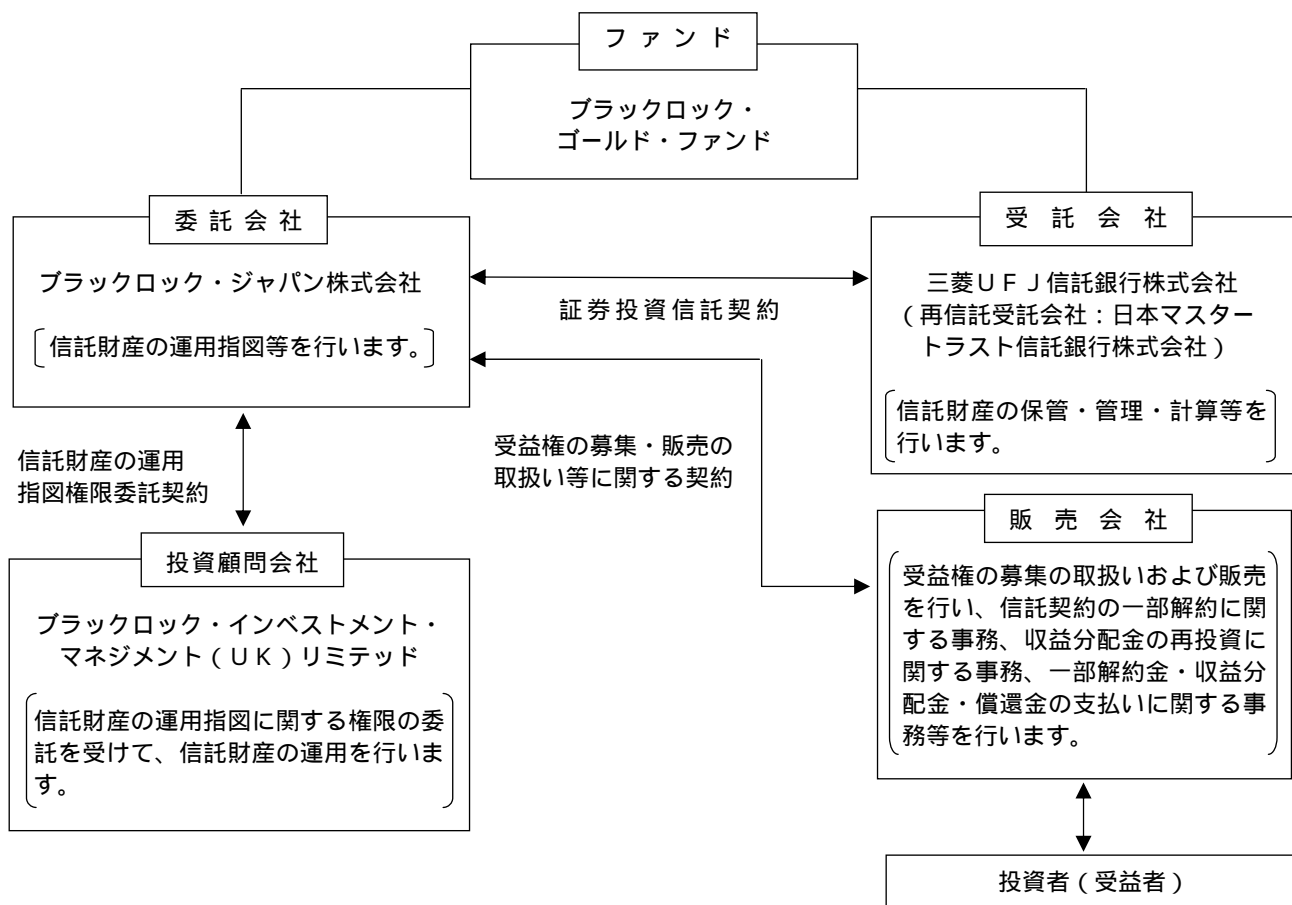 ファンド
ブラックロック・
ゴールド・ファンド
委託会社
ブラックロック・ジャパン株式会社
信託財産の運用指図等を行います。
証券投資信託契約
受託会社
三菱UFJ信託銀行株式会社
(再信託受託会社:日本マスター
トラスト信託銀行株式会社)
信託財産の保管・管理・計算等を
行います。
信託財産の運用
指図権限委託契約
受益権の募集・販売の
取扱い等に関する契約
投資顧問会社
ブラックロック・インベストメント・
マネジメント(UK)リミテッド
信託財産の運用指図に関する権限の委
託を受けて、信託財産の運用を行いま
す。
販売会社
受益権の募集の取扱いおよび販売
を行い、信託契約の一部解約に関
する事務、収益分配金の再投資に
関する事務、一部解約金・収益分
配金・償還金の支払いに関する事
務等を行います。
投資者(受益者)